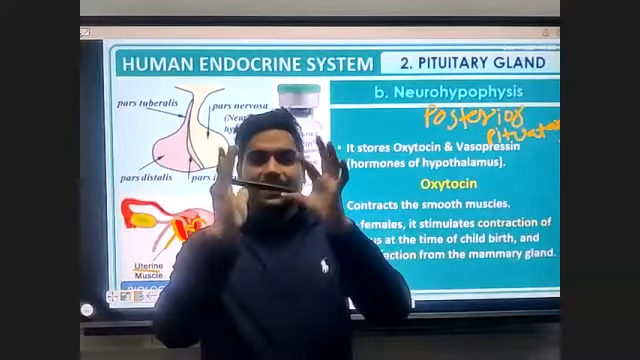 HUMAN ENDOCRINE SYSTEM
2. PITUITARY GLAND
b. Neurohypophysis
Posterior
pars tuberalis
pars nervosa
• It stores Oxytocin & Vasopressin
(hormones of hypothalamus).
pars distalis
Oxytocin
Contracts the smooth muscles.
females, it stimulates contraction of
at the time of child birth, and
from the mammary gland.
Uterine
Muscle